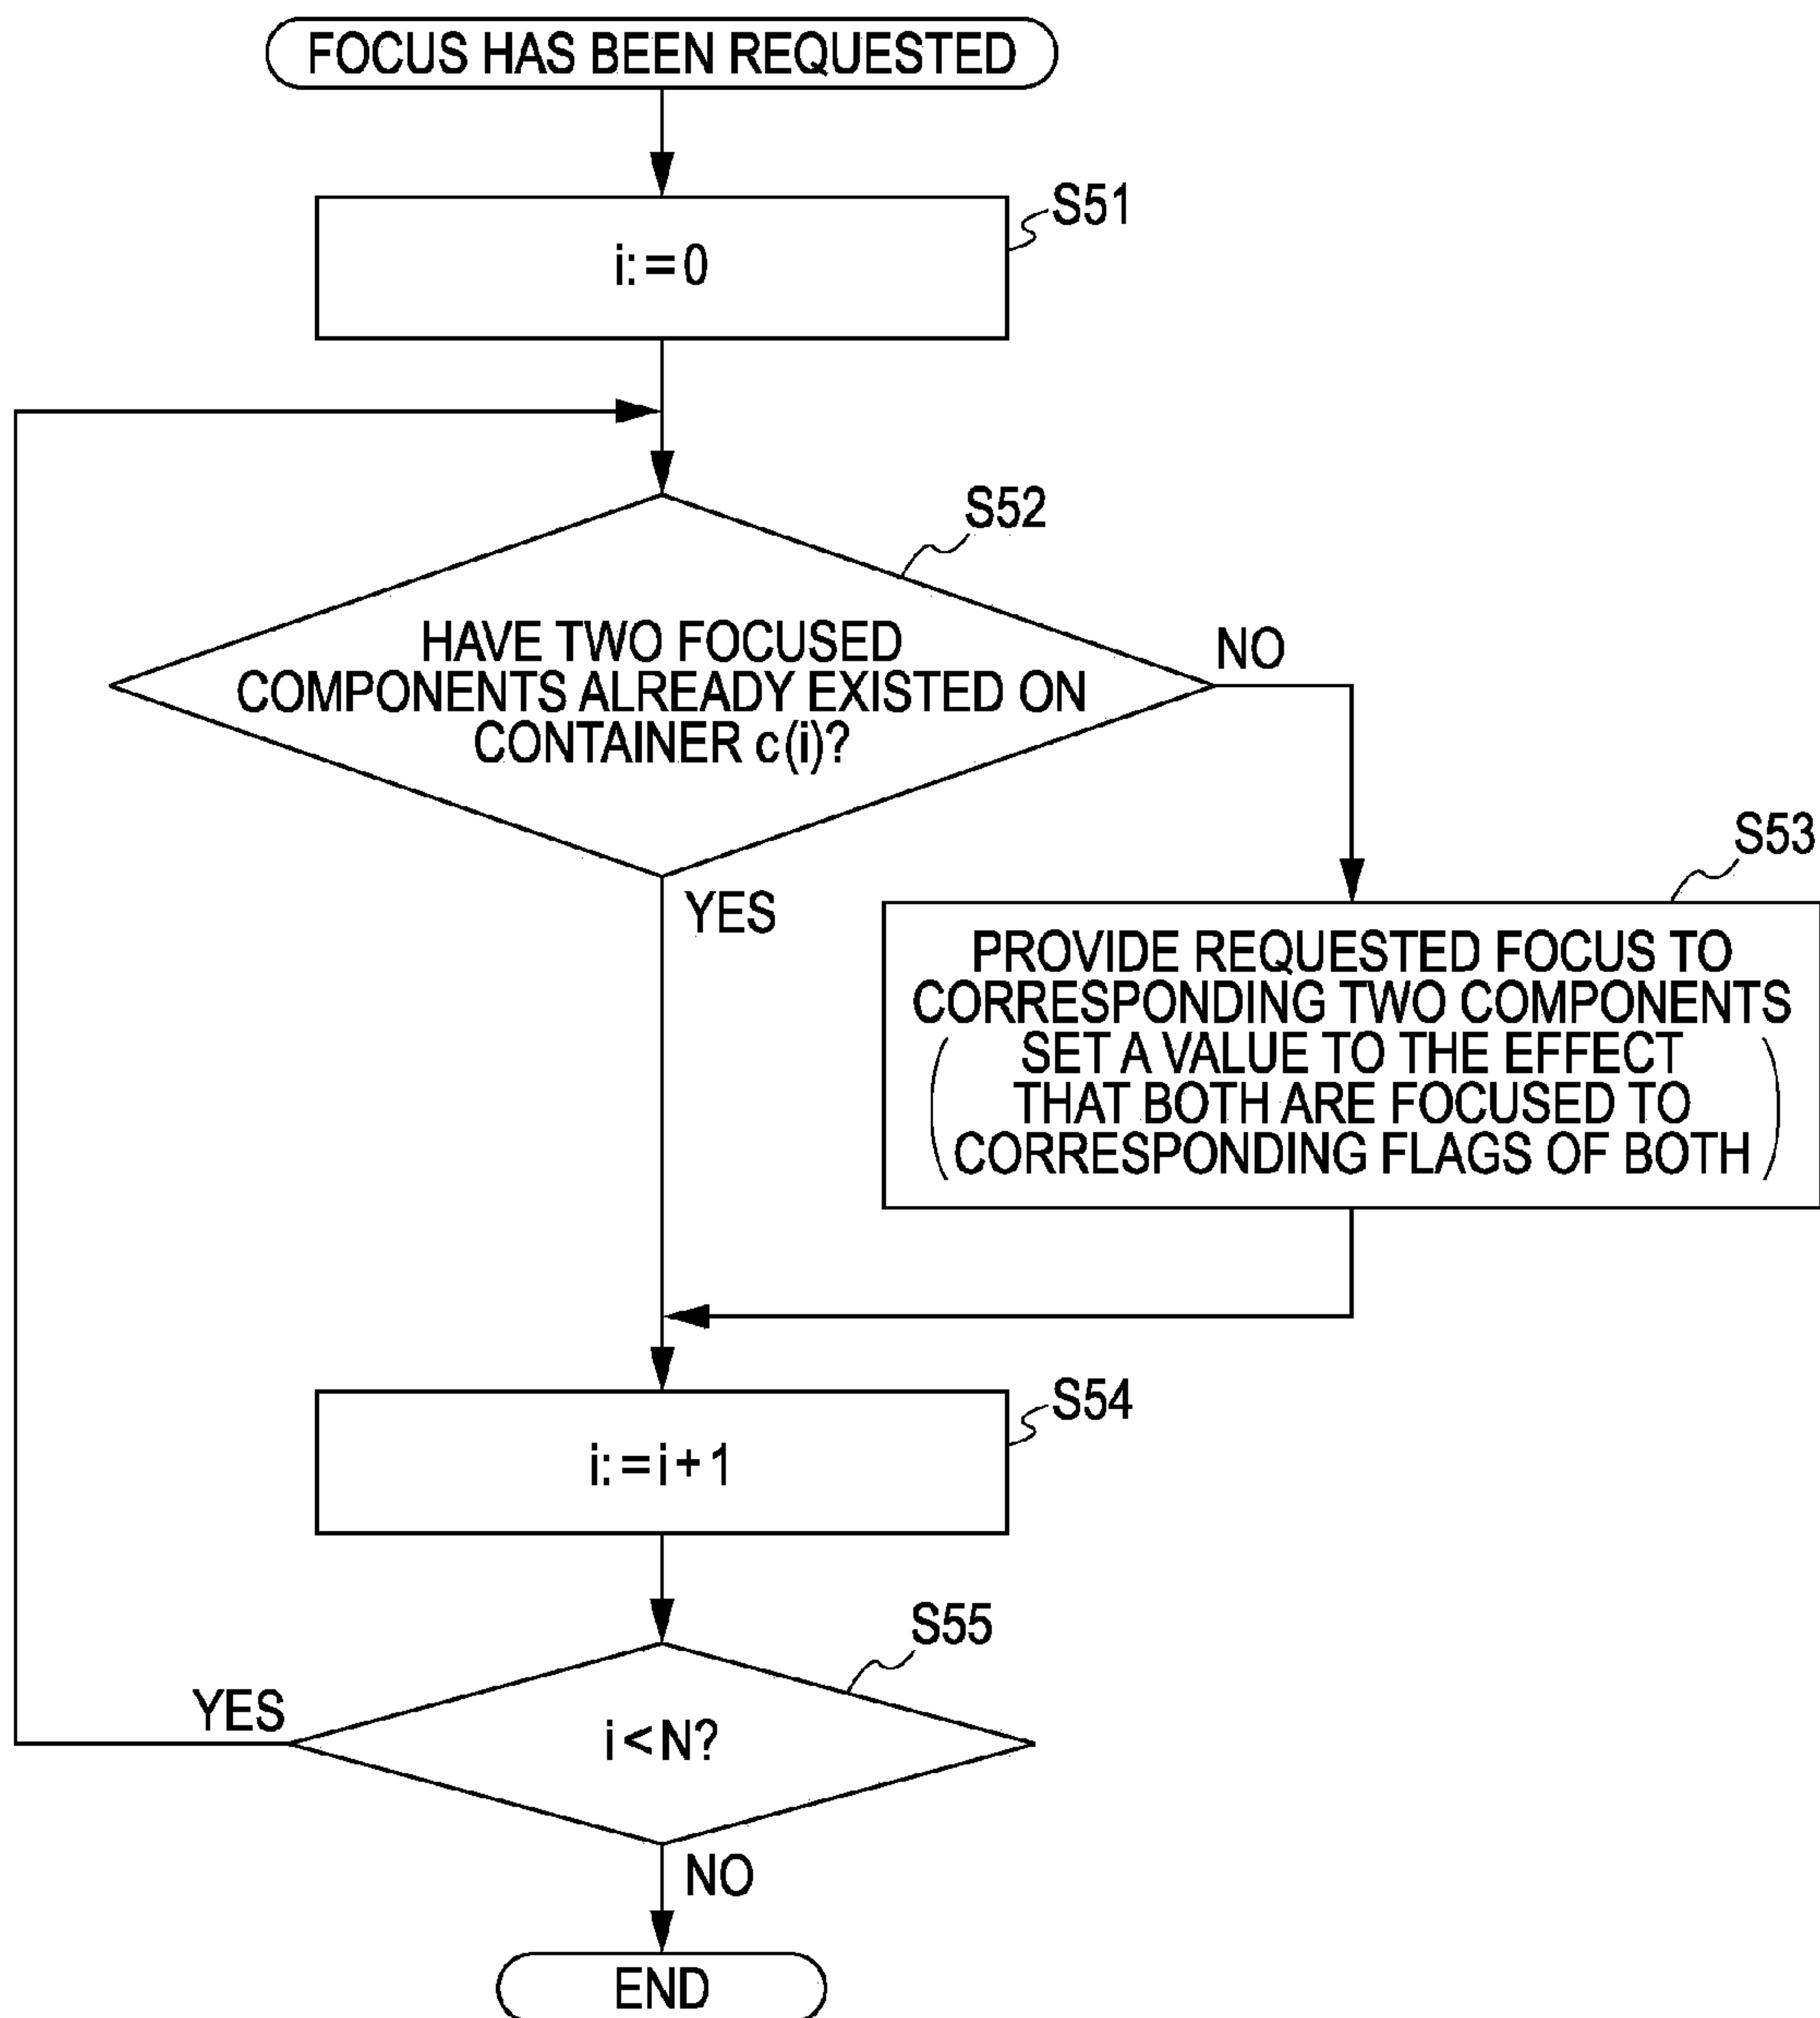 FOCUS HAS BEEN REQUESTED
S51
i:=0
S52
HAVE TWO FOCUSED
COMPONENTS ALREADY EXISTED ON
CONTAINER c(i)?
NO
YES
S53
PROVIDE REQUESTED FOCUS TO
CORRESPONDING TWO COMPONENTS
(SET A VALUE TO THE EFFECT
THAT BOTH ARE FOCUSED TO
CORRESPONDING FLAGS OF BOTH)
S54
i:=i+1
S55
YES
i<N?
NO
END